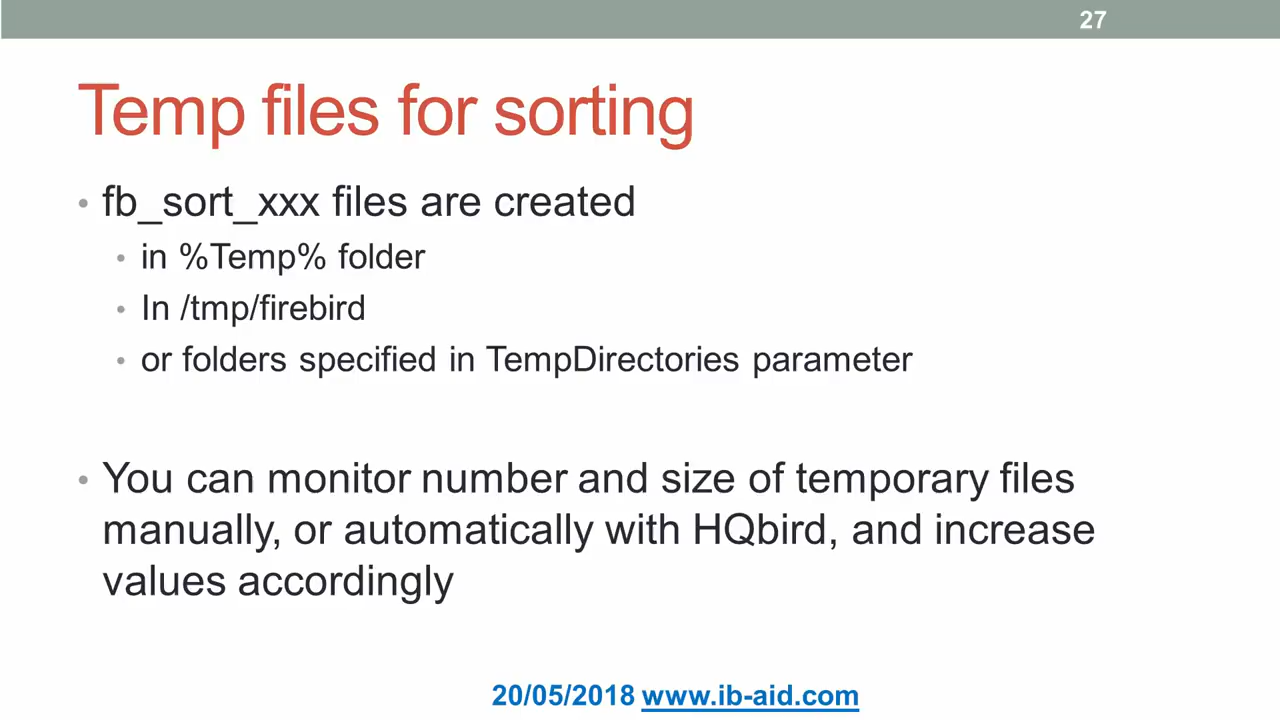 27
Temp files for sorting
• fb_sort_xxx files are created
• in %Temp% folder
• In /tmp/firebird
• or folders specified in TempDirectories parameter
• You can monitor number and size of temporary files
manually, or automatically with HQbird, and increase
values accordingly
20/05/2018 www.ib-aid.com